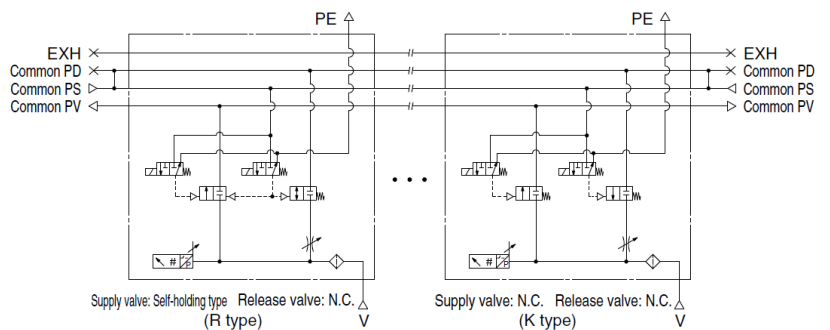 PE PE
EXH EXH
Common PD Common PD
Common PS Common PS
Common PV Common PV
# P # P
Supply valve: Self-holding type Release valve: N.C. Supply valve: N.C. Release valve: N.C.
(R type) V (K type) V